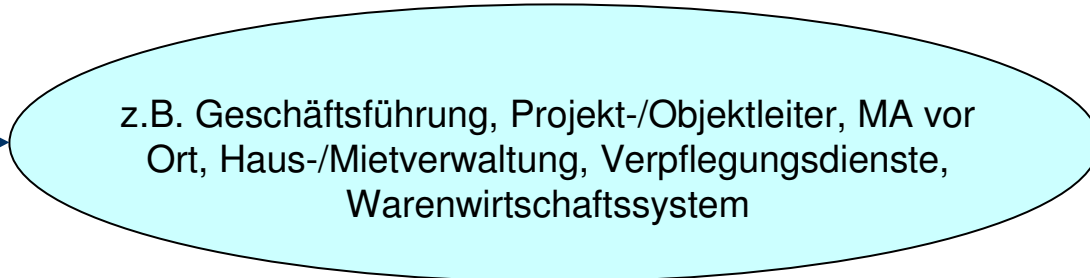 z.B. Geschäftsführung, Projekt-/Objektleiter, MA vor
Ort, Haus-/Mietverwaltung, Verpflegungsdienste,
Warenwirtschaftssystem